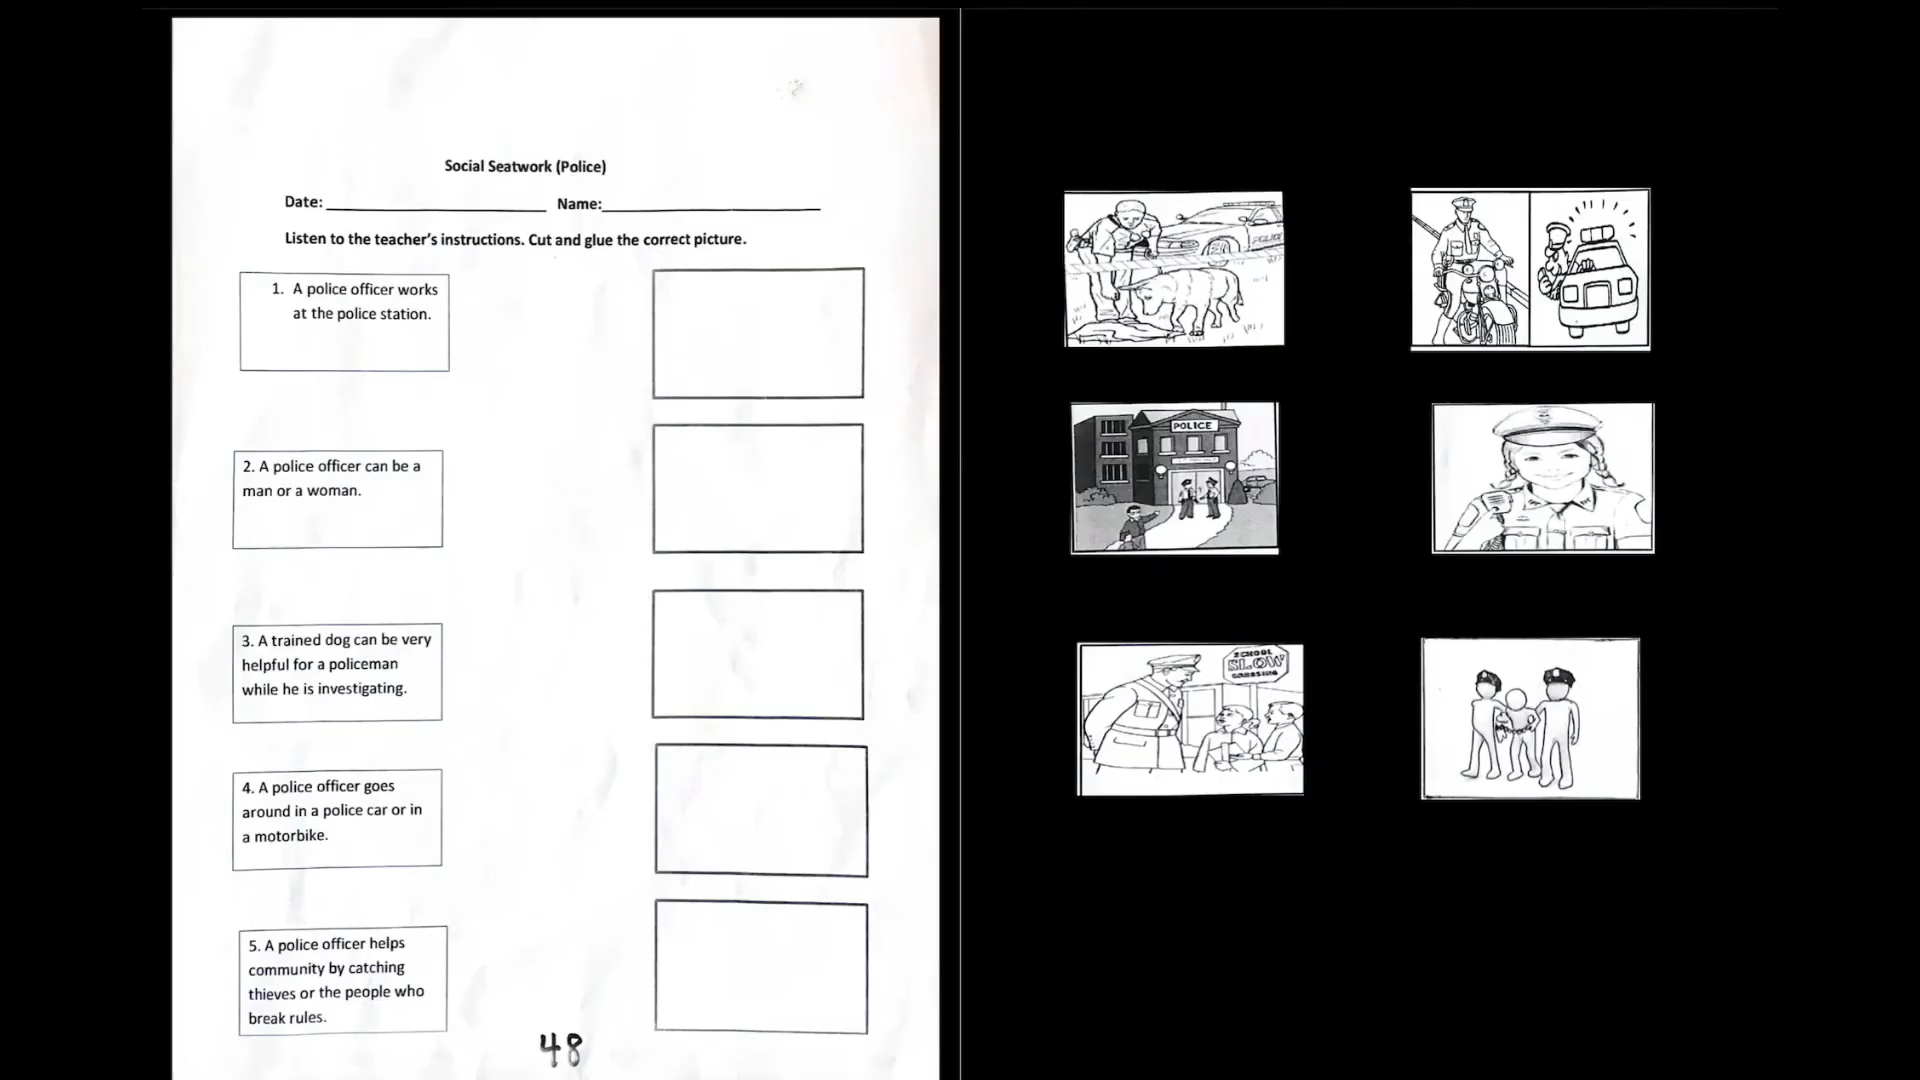 Social Seatwork (Police)
Date: ____________ Name: ____________
Listen to the teacher's instructions. Cut and glue the correct picture.
1. A police officer works
at the police station.
2. A police officer can be a
man or a woman.
3. A trained dog can be very
helpful for a policeman
while he is investigating.
4. A police officer goes
around in a police car or in
a motorbike.
5. A police officer helps
community by catching
thieves or the people who
break rules.
48
POLICE
POLICE
SCHOOL
SLOW
CROSSING